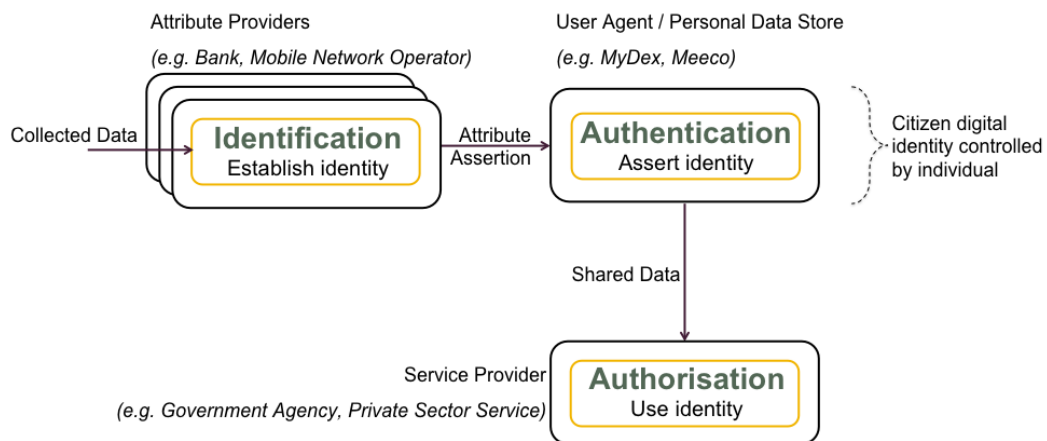 Attribute Providers
(e.g. Bank, Mobile Network Operator)
User Agent / Personal Data Store
(e.g. MyDex, Meeco)
Collected Data
Identification
Establish identity
Attribute
Assertion
Authentication
Assert identity
Citizen digital
identity controlled
by individual
Shared Data
Service Provider
(e.g. Government Agency, Private Sector Service)
Authorisation
Use identity